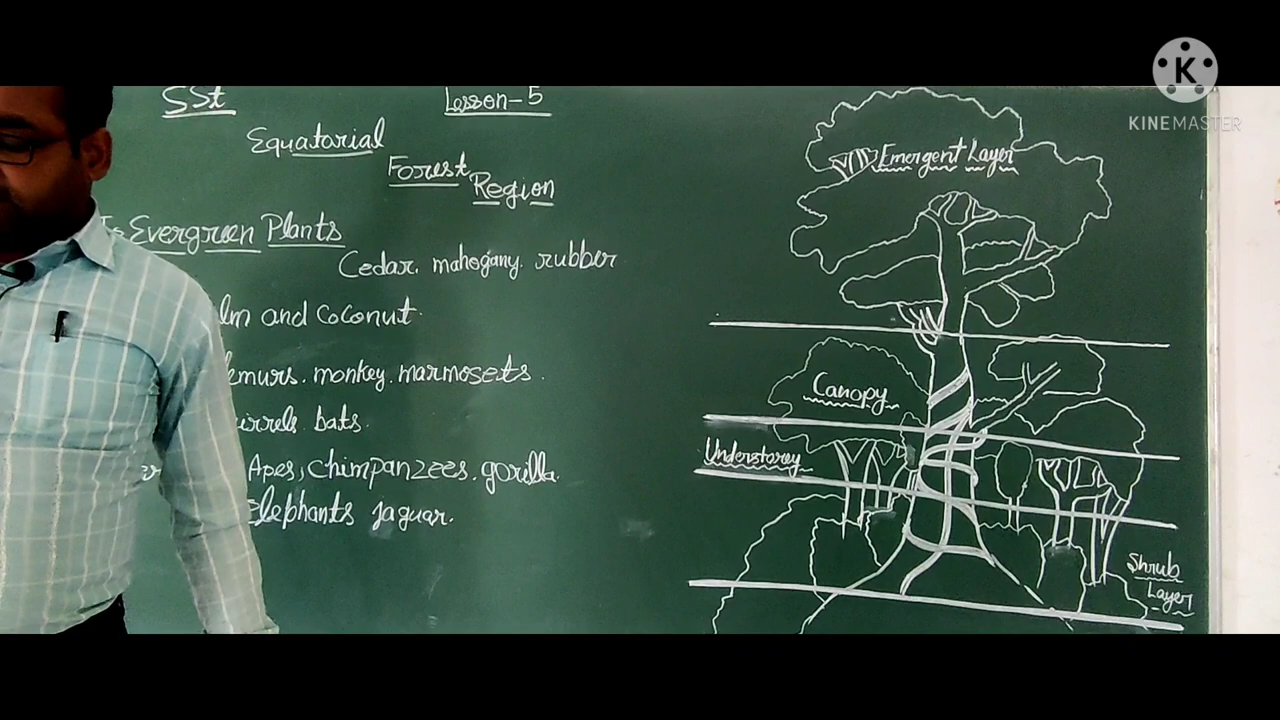 SSt
Lesson-5
Equatorial
Forest
Region
Evergreen Plants
Cedar. mahogany. rubber
and Coconut
monkey. marmosets.
bats.
Apes, Chimpanzees. gorilla.
Elephants jaguar.
Emergent Layer
Canopy
Understorey
Shrub
Layer
K
KINEMASTER